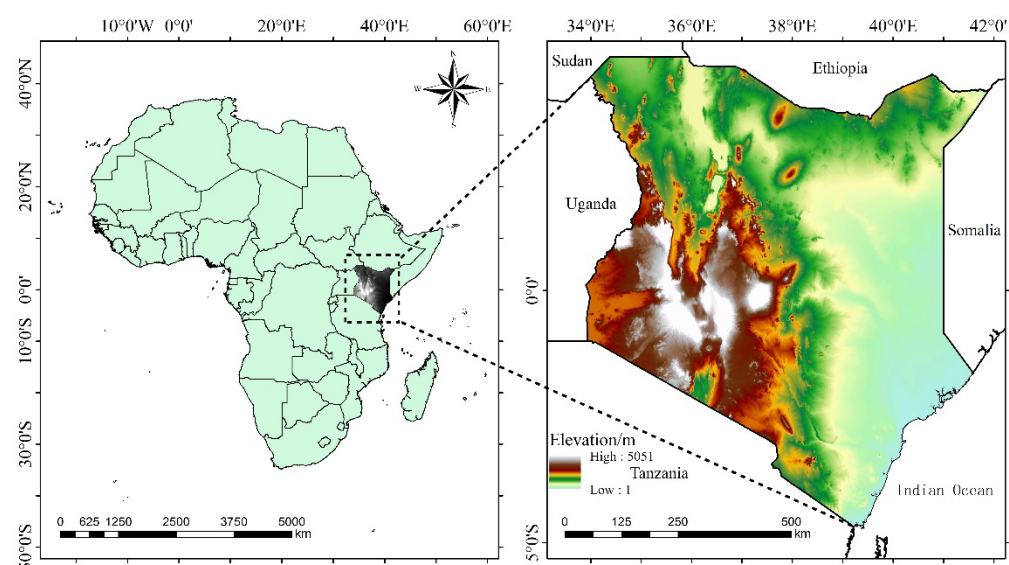 10°0'W 0°0' 20°0'E 40°0'E 60°0'E
40°0'N
20°0'N
0°0'
10°0'S
30°0'S
50°0'S
N
W E
S
0 625 1250 2500 3750 5000
km
34°0'E 36°0'E 38°0'E 40°0'E 42°0'
Sudan
Ethiopia
Uganda
Somalia
0°0'
5°0'S
Elevation/m
High : 5051
Tanzania
Low : 1
Indian Ocean
0 125 250 500
km